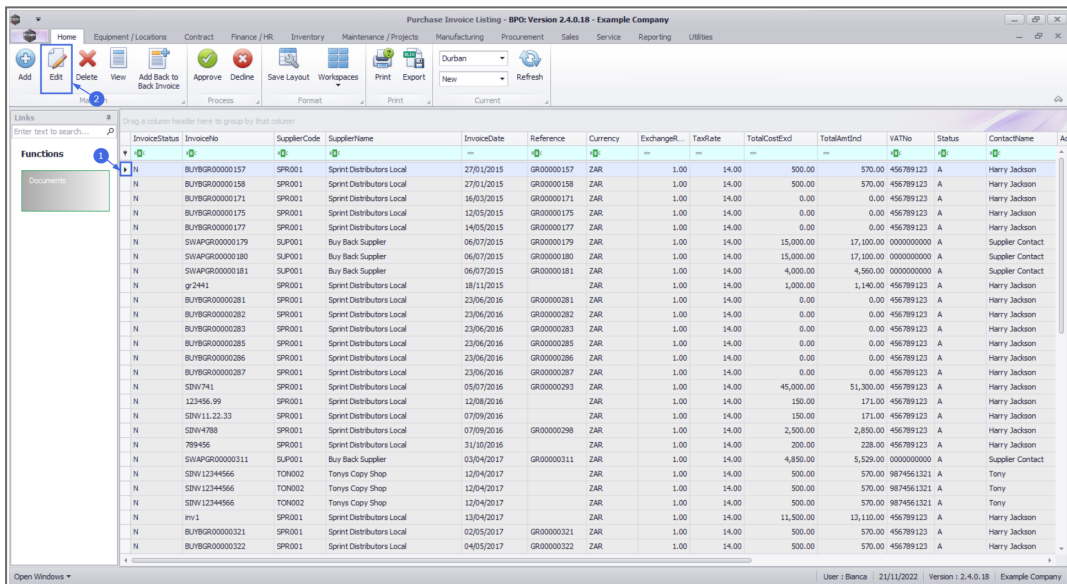 Purchase Invoice Listing - BPO: Version 2.4.0.18 - Example Company
Home Equipment / Locations Contract Finance / HR Inventory Maintenance / Projects Manufacturing Procurement Sales Service Reporting Utilities
Add Edit Delete View Add Back to Back Invoice Approve Decline Save Layout Workspaces Print Export Durban New Refresh
2
Process Format Print Current
Links
Drag a column header here to group by that column
Enter text to search...
InvoiceStatus InvoiceNo SupplierCode SupplierName InvoiceDate Reference Currency ExchangeR... TaxRate TotalCostExcl TotalAmtIncl VATNo Status ContactName
Functions
1
Documents
N BUYBGR00000157 SPR001 Sprint Distributors Local 27/01/2015 GR00000157 ZAR 1.00 14.00 500.00 570.00 456789123 A Harry Jackson
N BUYBGR00000158 SPR001 Sprint Distributors Local 27/01/2015 GR00000158 ZAR 1.00 14.00 500.00 570.00 456789123 A Harry Jackson
N BUYBGR00000171 SPR001 Sprint Distributors Local 16/03/2015 GR00000171 ZAR 1.00 14.00 0.00 0.00 456789123 A Harry Jackson
N BUYBGR00000175 SPR001 Sprint Distributors Local 12/05/2015 GR00000175 ZAR 1.00 14.00 0.00 0.00 456789123 A Harry Jackson
N BUYBGR00000177 SPR001 Sprint Distributors Local 14/05/2015 GR00000177 ZAR 1.00 14.00 0.00 0.00 456789123 A Harry Jackson
N SWAPGR00000179 SUP001 Buy Back Supplier 06/07/2015 GR00000179 ZAR 1.00 14.00 15,000.00 17,100.00 0000000000 A Supplier Contact
N SWAPGR00000180 SUP001 Buy Back Supplier 06/07/2015 GR00000180 ZAR 1.00 14.00 15,000.00 17,100.00 0000000000 A Supplier Contact
N SWAPGR00000181 SUP001 Buy Back Supplier 06/07/2015 GR00000181 ZAR 1.00 14.00 4,000.00 4,560.00 0000000000 A Supplier Contact
N gr2441 SPR001 Sprint Distributors Local 18/11/2015 ZAR 1.00 14.00 1,000.00 1,140.00 456789123 A Harry Jackson
N BUYBGR00000281 SPR001 Sprint Distributors Local 23/06/2016 GR00000281 ZAR 1.00 14.00 0.00 0.00 456789123 A Harry Jackson
N BUYBGR00000282 SPR001 Sprint Distributors Local 23/06/2016 GR00000282 ZAR 1.00 14.00 0.00 0.00 456789123 A Harry Jackson
N BUYBGR00000283 SPR001 Sprint Distributors Local 23/06/2016 GR00000283 ZAR 1.00 14.00 0.00 0.00 456789123 A Harry Jackson
N BUYBGR00000285 SPR001 Sprint Distributors Local 23/06/2016 GR00000285 ZAR 1.00 14.00 0.00 0.00 456789123 A Harry Jackson
N BUYBGR00000286 SPR001 Sprint Distributors Local 23/06/2016 GR00000286 ZAR 1.00 14.00 0.00 0.00 456789123 A Harry Jackson
N BUYBGR00000287 SPR001 Sprint Distributors Local 23/06/2016 GR00000287 ZAR 1.00 14.00 0.00 0.00 456789123 A Harry Jackson
N SINV741 SPR001 Sprint Distributors Local 05/07/2016 GR00000293 ZAR 1.00 14.00 45,000.00 51,300.00 456789123 A Harry Jackson
N 123456.99 SPR001 Sprint Distributors Local 12/08/2016 ZAR 1.00 14.00 150.00 171.00 456789123 A Harry Jackson
N SINV11.22.33 SPR001 Sprint Distributors Local 07/09/2016 ZAR 1.00 14.00 150.00 171.00 456789123 A Harry Jackson
N SINV4788 SPR001 Sprint Distributors Local 07/09/2016 GR00000298 ZAR 1.00 14.00 2,500.00 2,850.00 456789123 A Harry Jackson
N 789456 SPR001 Sprint Distributors Local 31/10/2016 ZAR 1.00 14.00 200.00 228.00 456789123 A Harry Jackson
N SWAPGR00000311 SUP001 Buy Back Supplier 03/04/2017 GR00000311 ZAR 1.00 14.00 4,850.00 5,529.00 0000000000 A Supplier Contact
N SINV12344566 TON002 Tonys Copy Shop 12/04/2017 ZAR 1.00 14.00 500.00 570.00 9874561321 A Tony
N SINV12344566 TON002 Tonys Copy Shop 12/04/2017 ZAR 1.00 14.00 500.00 570.00 9874561321 A Tony
N SINV12344566 TON002 Tonys Copy Shop 12/04/2017 ZAR 1.00 14.00 500.00 570.00 9874561321 A Tony
N inv1 SPR001 Sprint Distributors Local 13/04/2017 ZAR 1.00 14.00 11,500.00 13,110.00 456789123 A Harry Jackson
N BUYBGR00000321 SPR001 Sprint Distributors Local 02/05/2017 GR00000321 ZAR 1.00 14.00 500.00 570.00 456789123 A Harry Jackson
N BUYBGR00000322 SPR001 Sprint Distributors Local 04/05/2017 GR00000322 ZAR 1.00 14.00 500.00 570.00 456789123 A Harry Jackson
Open Windows User : Bianca 21/11/2022 Version : 2.4.0.18 Example Company